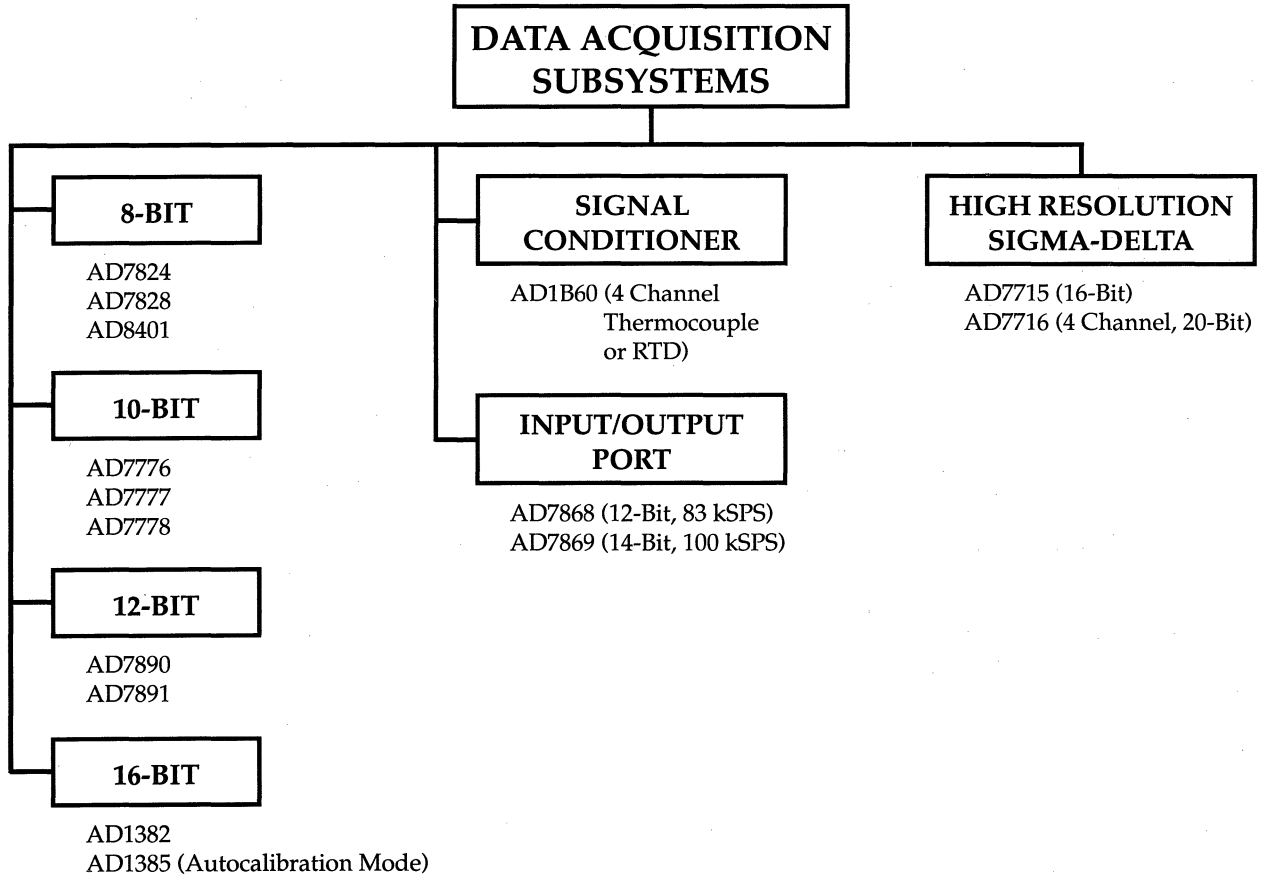 DATA ACQUISITION
SUBSYSTEMS
8-BIT
AD7824
AD7828
AD8401
10-BIT
AD7776
AD7777
AD7778
12-BIT
AD7890
AD7891
16-BIT
AD1382
AD1385 (Autocalibration Mode)
SIGNAL
CONDITIONER
AD1B60 (4 Channel
Thermocouple
or RTD)
INPUT/OUTPUT
PORT
AD7868 (12-Bit, 83 kSPS)
AD7869 (14-Bit, 100 kSPS)
HIGH RESOLUTION
SIGMA-DELTA
AD7715 (16-Bit)
AD7716 (4 Channel, 20-Bit)